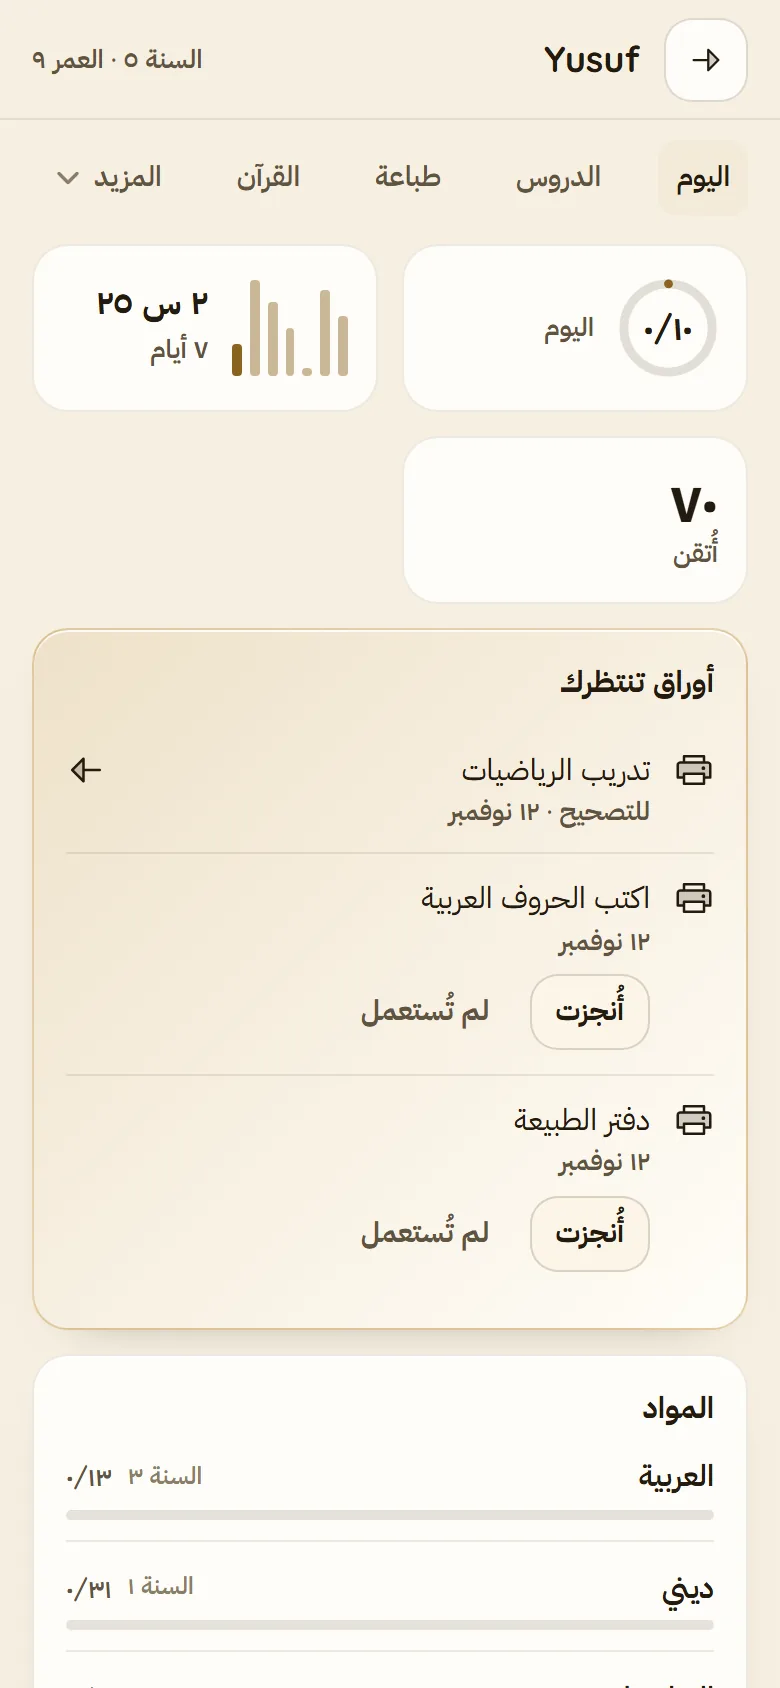 Yusuf
السنة ٥ · العمر ٩
اليوم
الدروس
طباعة
القرآن
المزيد
٠/١٠
اليوم
٢ س ٢٥
٧ أيام
٧٠
أُتقن
أوراق تنتظرك
تدريب الرياضيات
للتصحيح · ١٢ نوفمبر
اكتب الحروف العربية
١٢ نوفمبر
أُنجزت
لم تُستعمل
دفتر الطبيعة
١٢ نوفمبر
أُنجزت
لم تُستعمل
المواد
العربية
السنة ٣
٠/١٣
ديني
السنة ١
٠/٣١